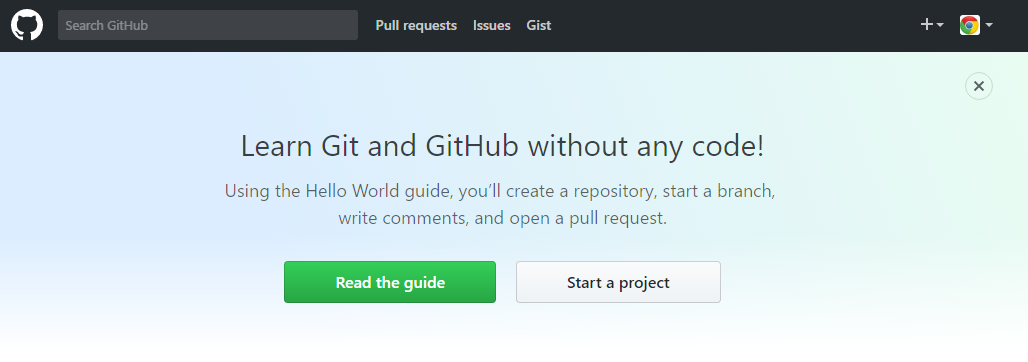 Search GitHub
Pull requests
Issues
Gist
Learn Git and GitHub without any code!
Using the Hello World guide, you’ll create a repository, start a branch,
write comments, and open a pull request.
Read the guide
Start a project